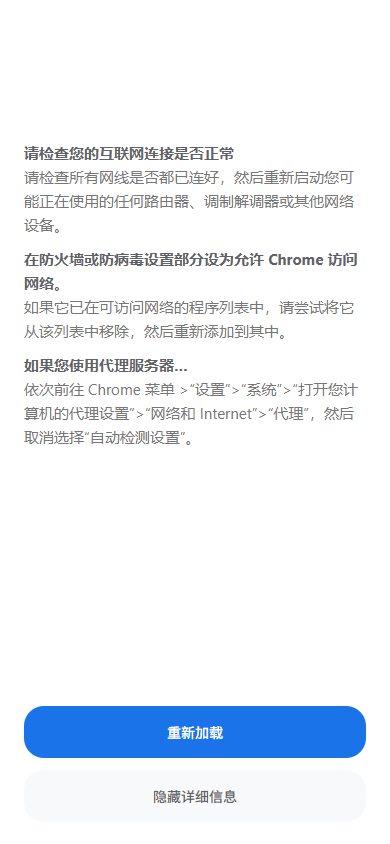 请检查您的互联网连接是否正常
请检查所有网线是否都已连好，然后重新启动您可
能正在使用的任何路由器、调制解调器或其他网络
设备。
在防火墙或防病毒设置部分设为允许 Chrome 访问
网络。
如果它已在可访问网络的程序列表中，请尝试将它
从该列表中移除，然后重新添加到其中。
如果您使用代理服务器...
依次前往 Chrome 菜单 >“设置”>“系统”>“打开您计
算机的代理设置”>“网络和 Internet”>“代理”，然后
取消选择“自动检测设置”。
重新加载
隐藏详细信息